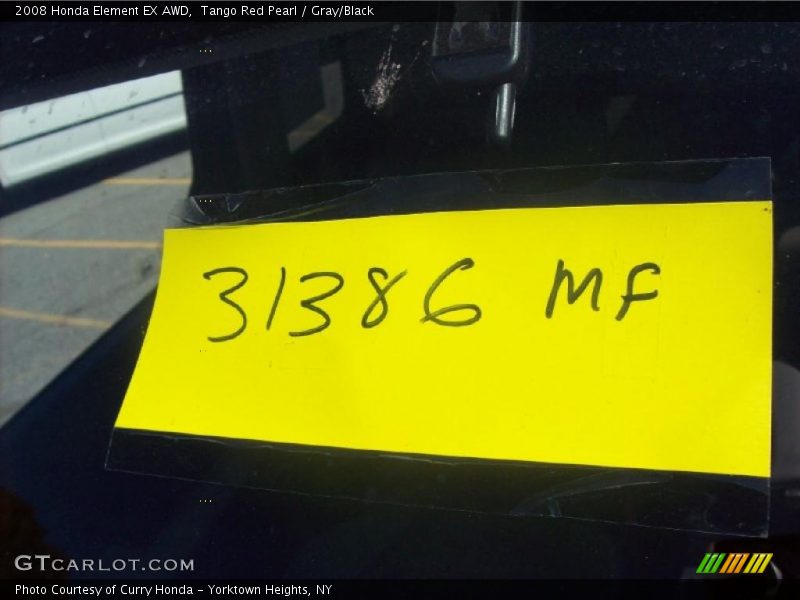 2008 Honda Element EX AWD,  Tango Red Pearl / Gray/Black
31386 MF
GTCARLOT.COM
Photo Courtesy of Curry Honda - Yorktown Heights, NY